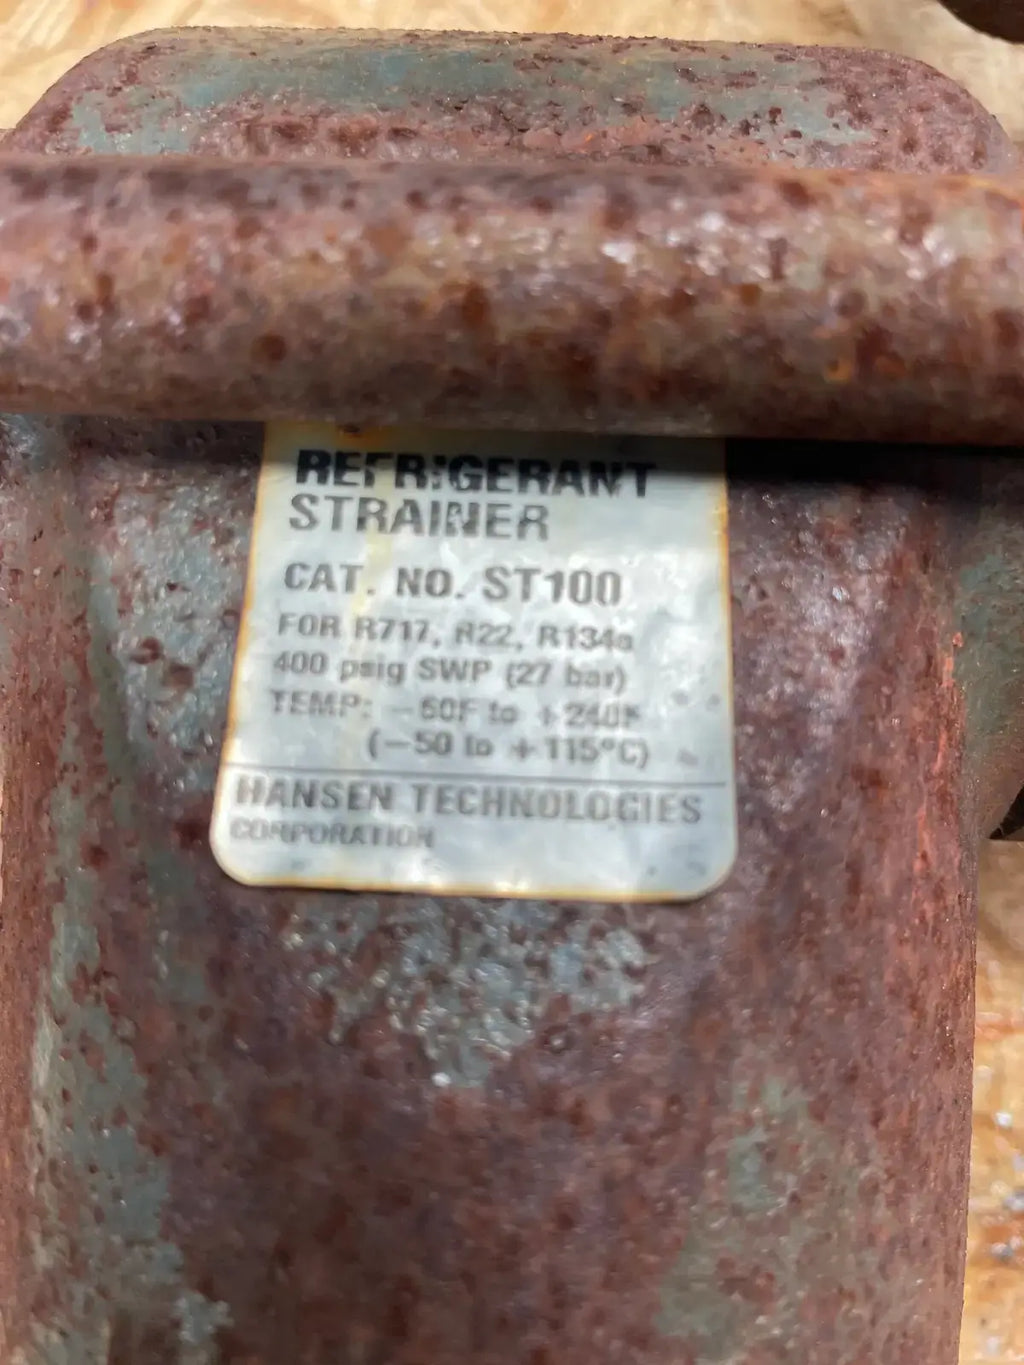 REFRIGERANT
STRAINER
CAT. NO. ST100
FOR R717, R22, R134a
400 psig SWP (27 bar)
TEMP: -60F to +240F
(-50 to +115°C)
HANSEN TECHNOLOGIES
CORPORATION